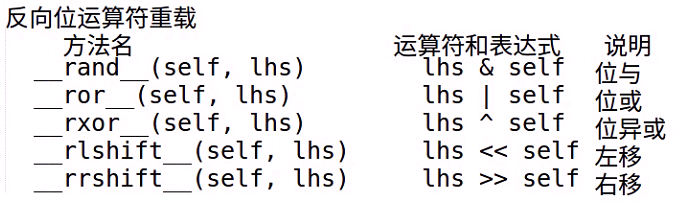 反向位运算符重载
方法名 运算符和表达式 说明
__rand__(self, lhs) lhs & self 位与
__ror__(self, lhs) lhs | self 位或
__rxor__(self, lhs) lhs ^ self 位异或
__rlshift__(self, lhs) lhs << self 左移
__rrshift__(self, lhs) lhs >> self 右移